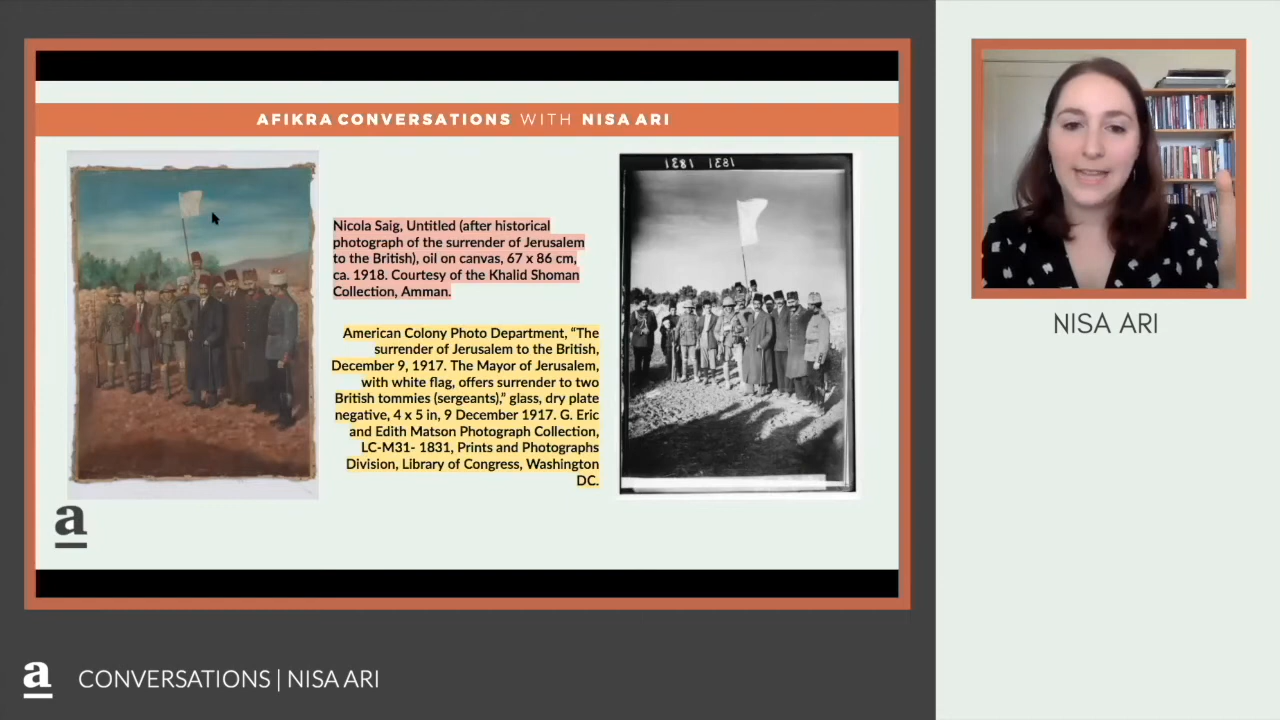 AFIKRA CONVERSATIONS WITH NISA ARI
Nicola Saig, Untitled (after historical
photograph of the surrender of Jerusalem
to the British), oil on canvas, 67 x 86 cm,
ca. 1918. Courtesy of the Khalid Shoman
Collection, Amman.
American Colony Photo Department, “The
surrender of Jerusalem to the British,
December 9, 1917. The Mayor of Jerusalem,
with white flag, offers surrender to two
British tommies (sergeants),” glass, dry plate
negative, 4 x 5 in, 9 December 1917. G. Eric
and Edith Matson Photograph Collection,
LC-M31- 1831, Prints and Photographs
Division, Library of Congress, Washington
DC.
1831 1831
a
NISA ARI
a CONVERSATIONS | NISA ARI